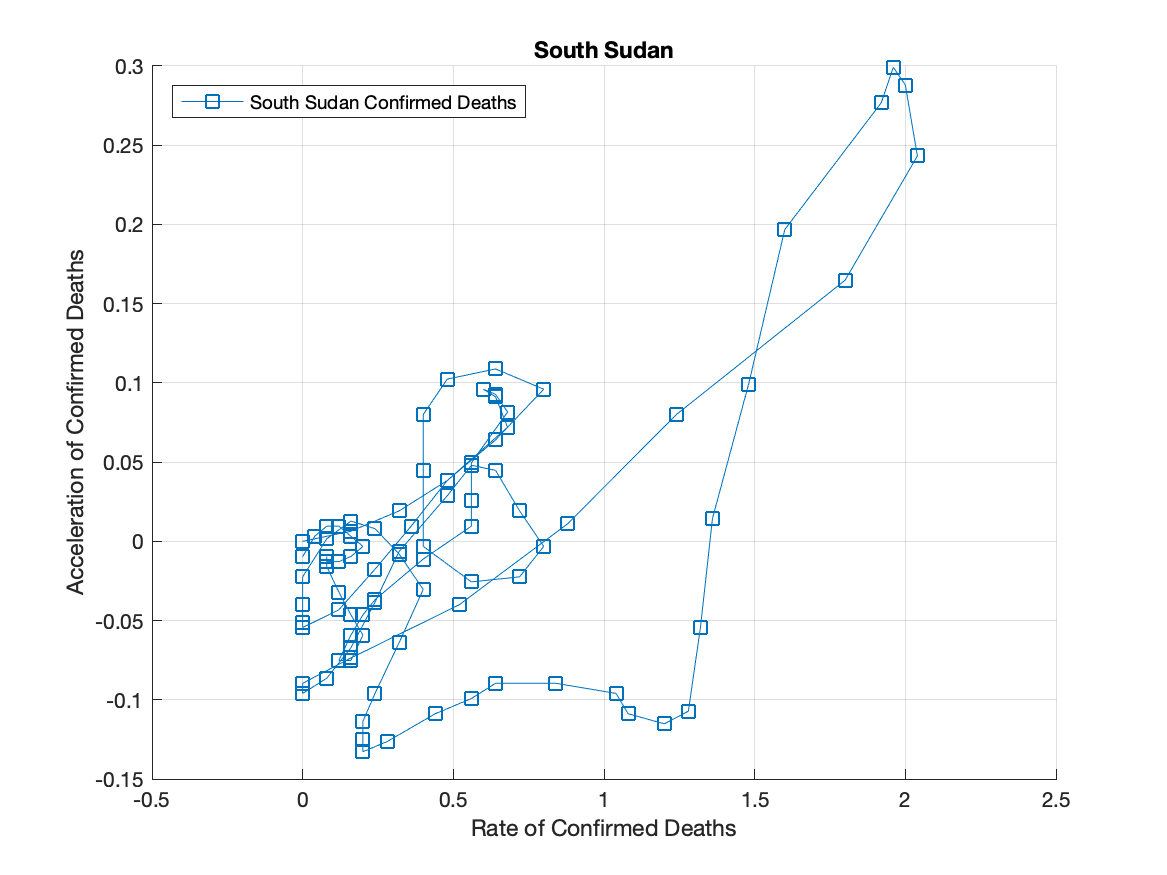 South Sudan
South Sudan Confirmed Deaths
0.3
0.25
0.2
0.15
0.1
0.05
0
-0.05
-0.1
-0.15
Acceleration of Confirmed Deaths
-0.5 0 0.5 1 1.5 2 2.5
Rate of Confirmed Deaths